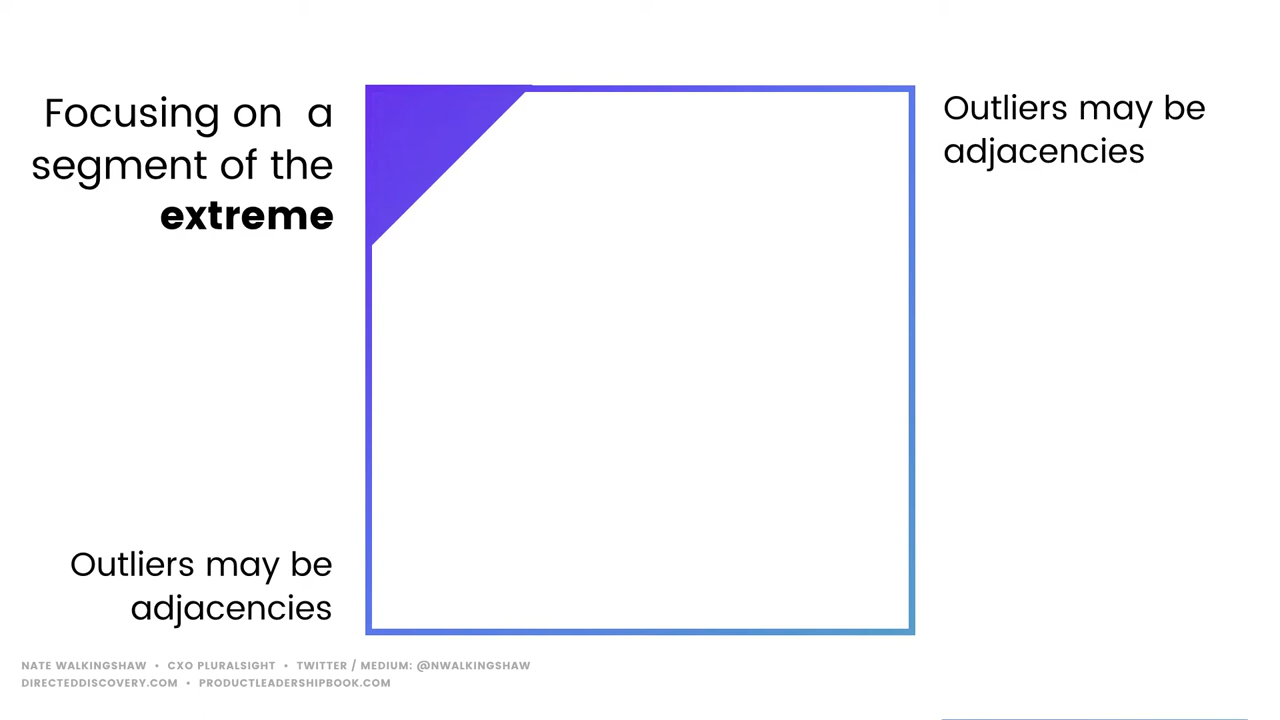 Focusing on  a
segment of the
extreme
Outliers may be
adjacencies
Outliers may be
adjacencies
NATE WALKINGSHAW • CXO PLURALSIGHT • TWITTER / MEDIUM: @NWALKINGSHAW
DIRECTEDDISCOVERY.COM • PRODUCTLEADERSHIPBOOK.COM